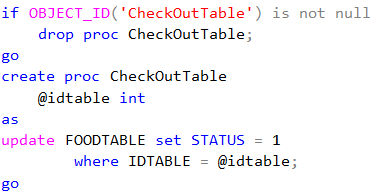 if OBJECT_ID('CheckOutTable') is not null
    drop proc CheckOutTable;
go
create proc CheckOutTable
    @idtable int
as
update FOODTABLE set STATUS = 1
        where IDTABLE = @idtable;
go